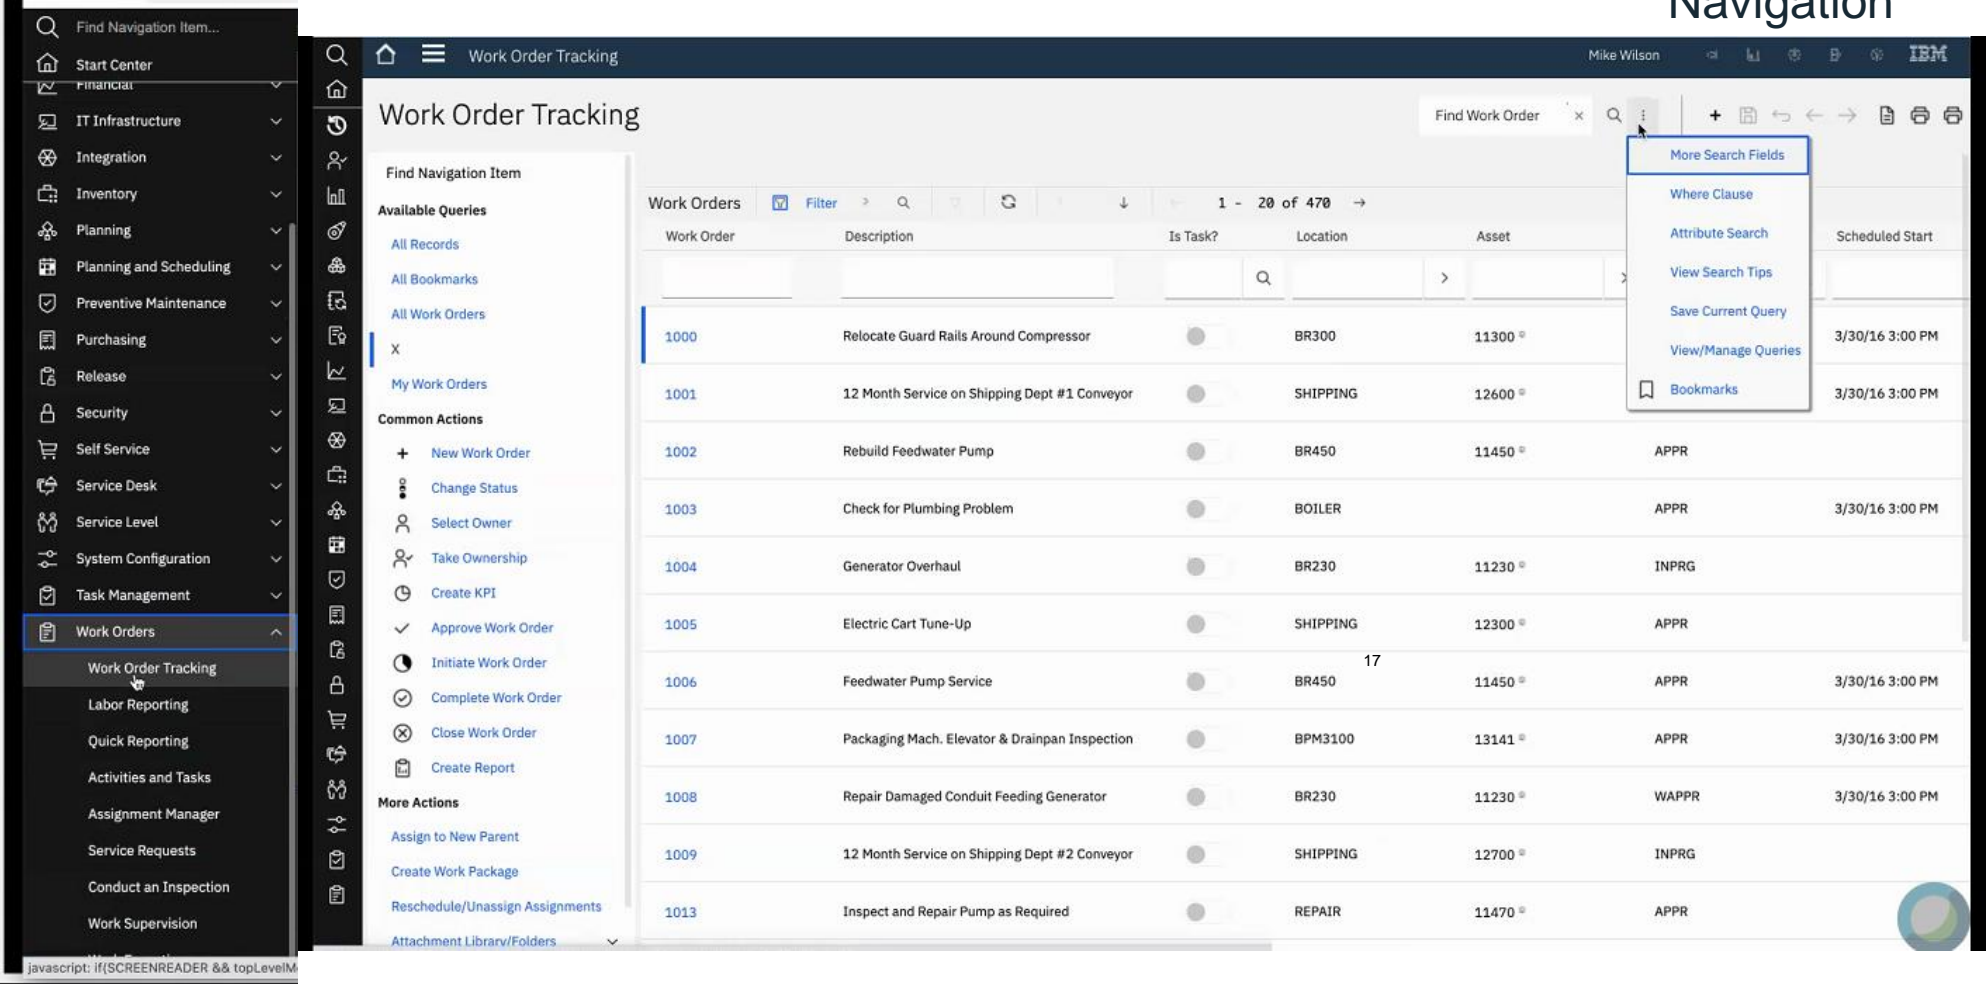 Navigation
Find Navigation Item...
Start Center
Financial
IT Infrastructure
Integration
Inventory
Planning
Planning and Scheduling
Preventive Maintenance
Purchasing
Release
Security
Self Service
Service Desk
Service Level
System Configuration
Task Management
Work Orders
Work Order Tracking
Labor Reporting
Quick Reporting
Activities and Tasks
Assignment Manager
Service Requests
Conduct an Inspection
Work Supervision
javascript: if(SCREENREADER && topLevelM
Work Order Tracking
Mike Wilson
IBM
Work Order Tracking
Find Work Order
Find Navigation Item
Available Queries
All Records
All Bookmarks
All Work Orders
X
My Work Orders
Common Actions
New Work Order
Change Status
Select Owner
Take Ownership
Create KPI
Approve Work Order
Initiate Work Order
Complete Work Order
Close Work Order
Create Report
More Actions
Assign to New Parent
Create Work Package
Reschedule/Unassign Assignments
Attachment Library/Folders
More Search Fields
Where Clause
Attribute Search
View Search Tips
Save Current Query
View/Manage Queries
Bookmarks
Work Orders Filter 1 - 20 of 470
Work Order Description Is Task? Location Asset Scheduled Start
1000 Relocate Guard Rails Around Compressor BR300 11300 3/30/16 3:00 PM
1001 12 Month Service on Shipping Dept #1 Conveyor SHIPPING 12600 3/30/16 3:00 PM
1002 Rebuild Feedwater Pump BR450 11450 APPR
1003 Check for Plumbing Problem BOILER APPR 3/30/16 3:00 PM
1004 Generator Overhaul BR230 11230 INPRG
1005 Electric Cart Tune-Up SHIPPING 12300 APPR
17
1006 Feedwater Pump Service BR450 11450 APPR 3/30/16 3:00 PM
1007 Packaging Mach. Elevator & Drainpan Inspection BPM3100 13141 APPR 3/30/16 3:00 PM
1008 Repair Damaged Conduit Feeding Generator BR230 11230 WAPPR 3/30/16 3:00 PM
1009 12 Month Service on Shipping Dept #2 Conveyor SHIPPING 12700 INPRG
1013 Inspect and Repair Pump as Required REPAIR 11470 APPR